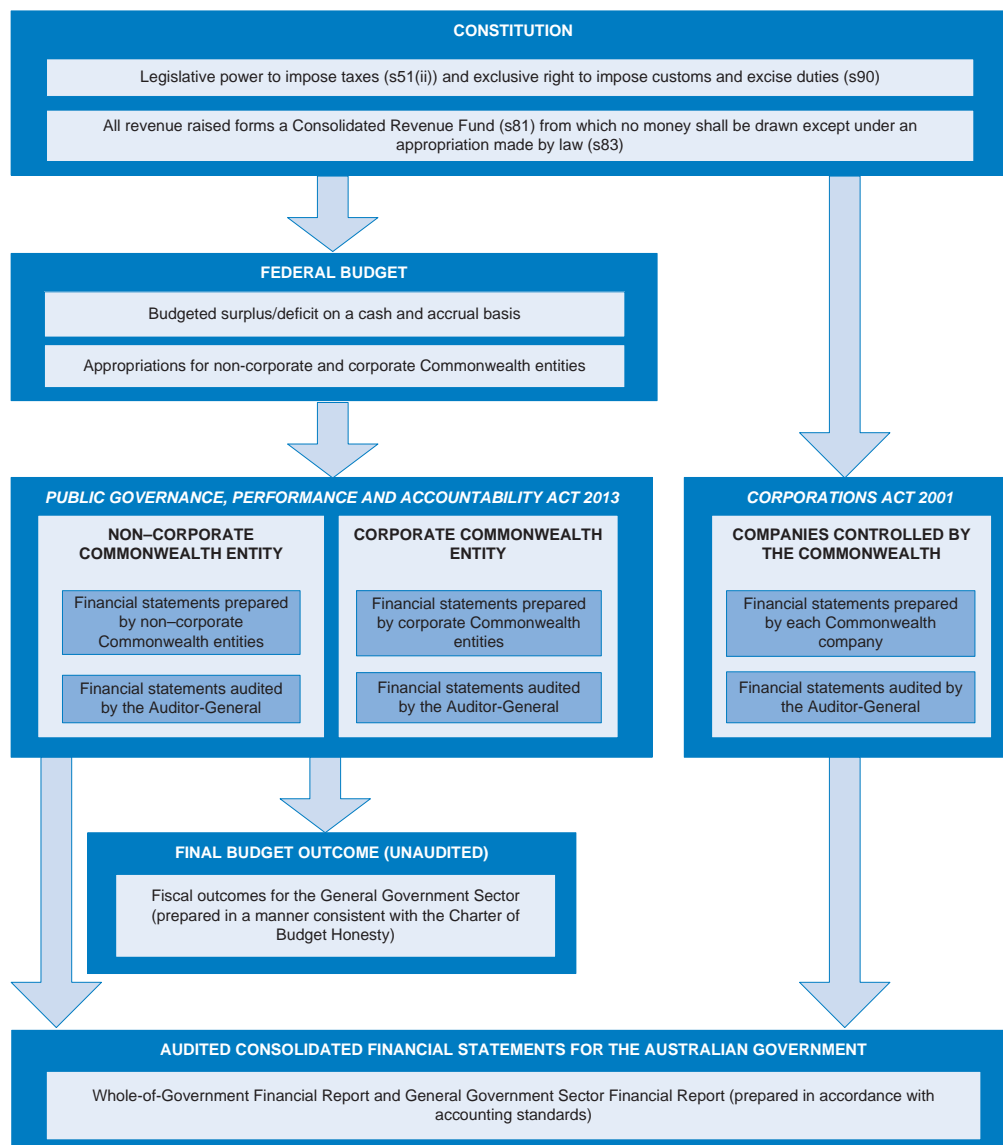 CONSTITUTION
Legislative power to impose taxes (s51(ii)) and exclusive right to impose customs and excise duties (s90)
All revenue raised forms a Consolidated Revenue Fund (s81) from which no money shall be drawn except under an
appropriation made by law (s83)
FEDERAL BUDGET
Budgeted surplus/deficit on a cash and accrual basis
Appropriations for non-corporate and corporate Commonwealth entities
PUBLIC GOVERNANCE, PERFORMANCE AND ACCOUNTABILITY ACT 2013
NON–CORPORATE
COMMONWEALTH ENTITY
Financial statements prepared
by non–corporate
Commonwealth entities
Financial statements audited
by the Auditor-General
CORPORATE COMMONWEALTH
ENTITY
Financial statements prepared
by corporate Commonwealth
entities
Financial statements audited
by the Auditor-General
CORPORATIONS ACT 2001
COMPANIES CONTROLLED BY
THE COMMONWEALTH
Financial statements prepared
by each Commonwealth
company
Financial statements audited by
the Auditor-General
FINAL BUDGET OUTCOME (UNAUDITED)
Fiscal outcomes for the General Government Sector
(prepared in a manner consistent with the Charter of
Budget Honesty)
AUDITED CONSOLIDATED FINANCIAL STATEMENTS FOR THE AUSTRALIAN GOVERNMENT
Whole-of-Government Financial Report and General Government Sector Financial Report (prepared in accordance with
accounting standards)